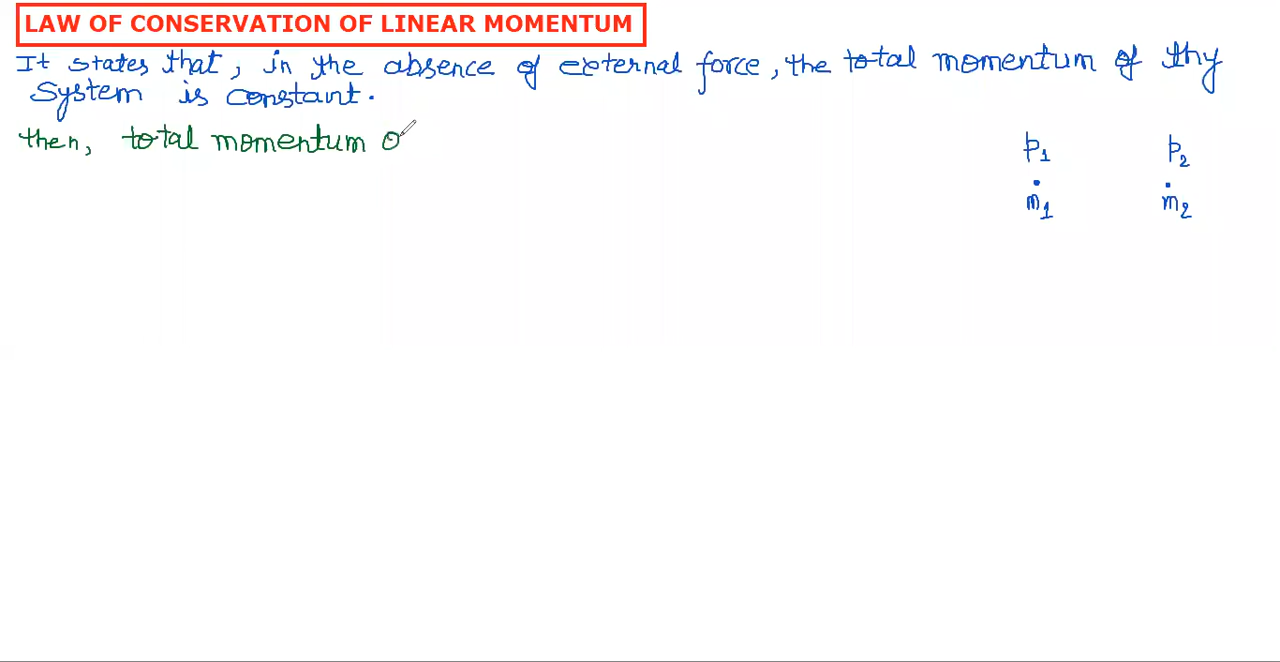 LAW OF CONSERVATION OF LINEAR MOMENTUM
It states that, in the absence of external force, the total momentum of thy
System is constant.
then, total momentum o
p₁ p₂
m₁ m₂